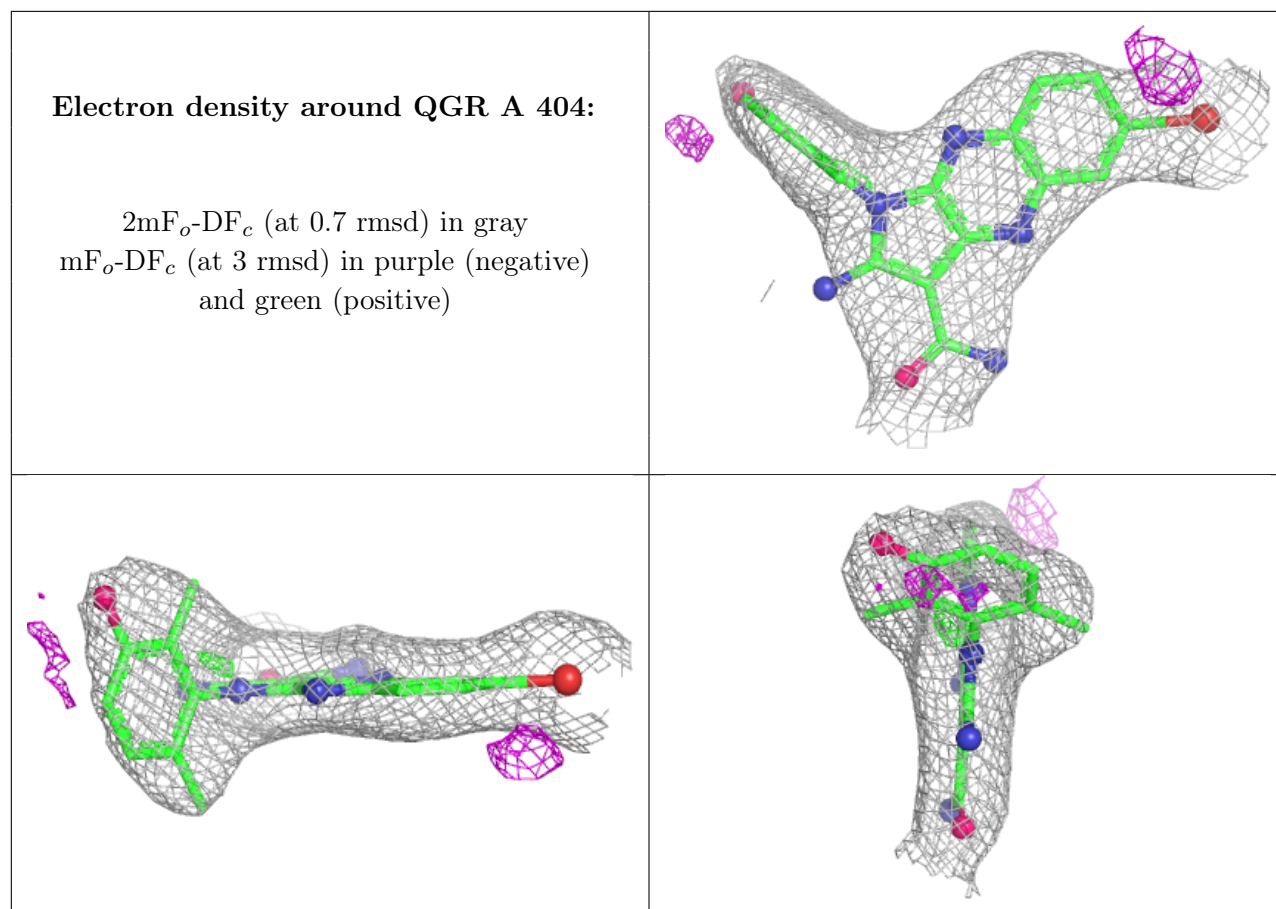 Electron density around QGR A 404:
2mFo-DFc (at 0.7 rmsd) in gray
mFo-DFc (at 3 rmsd) in purple (negative)
and green (positive)